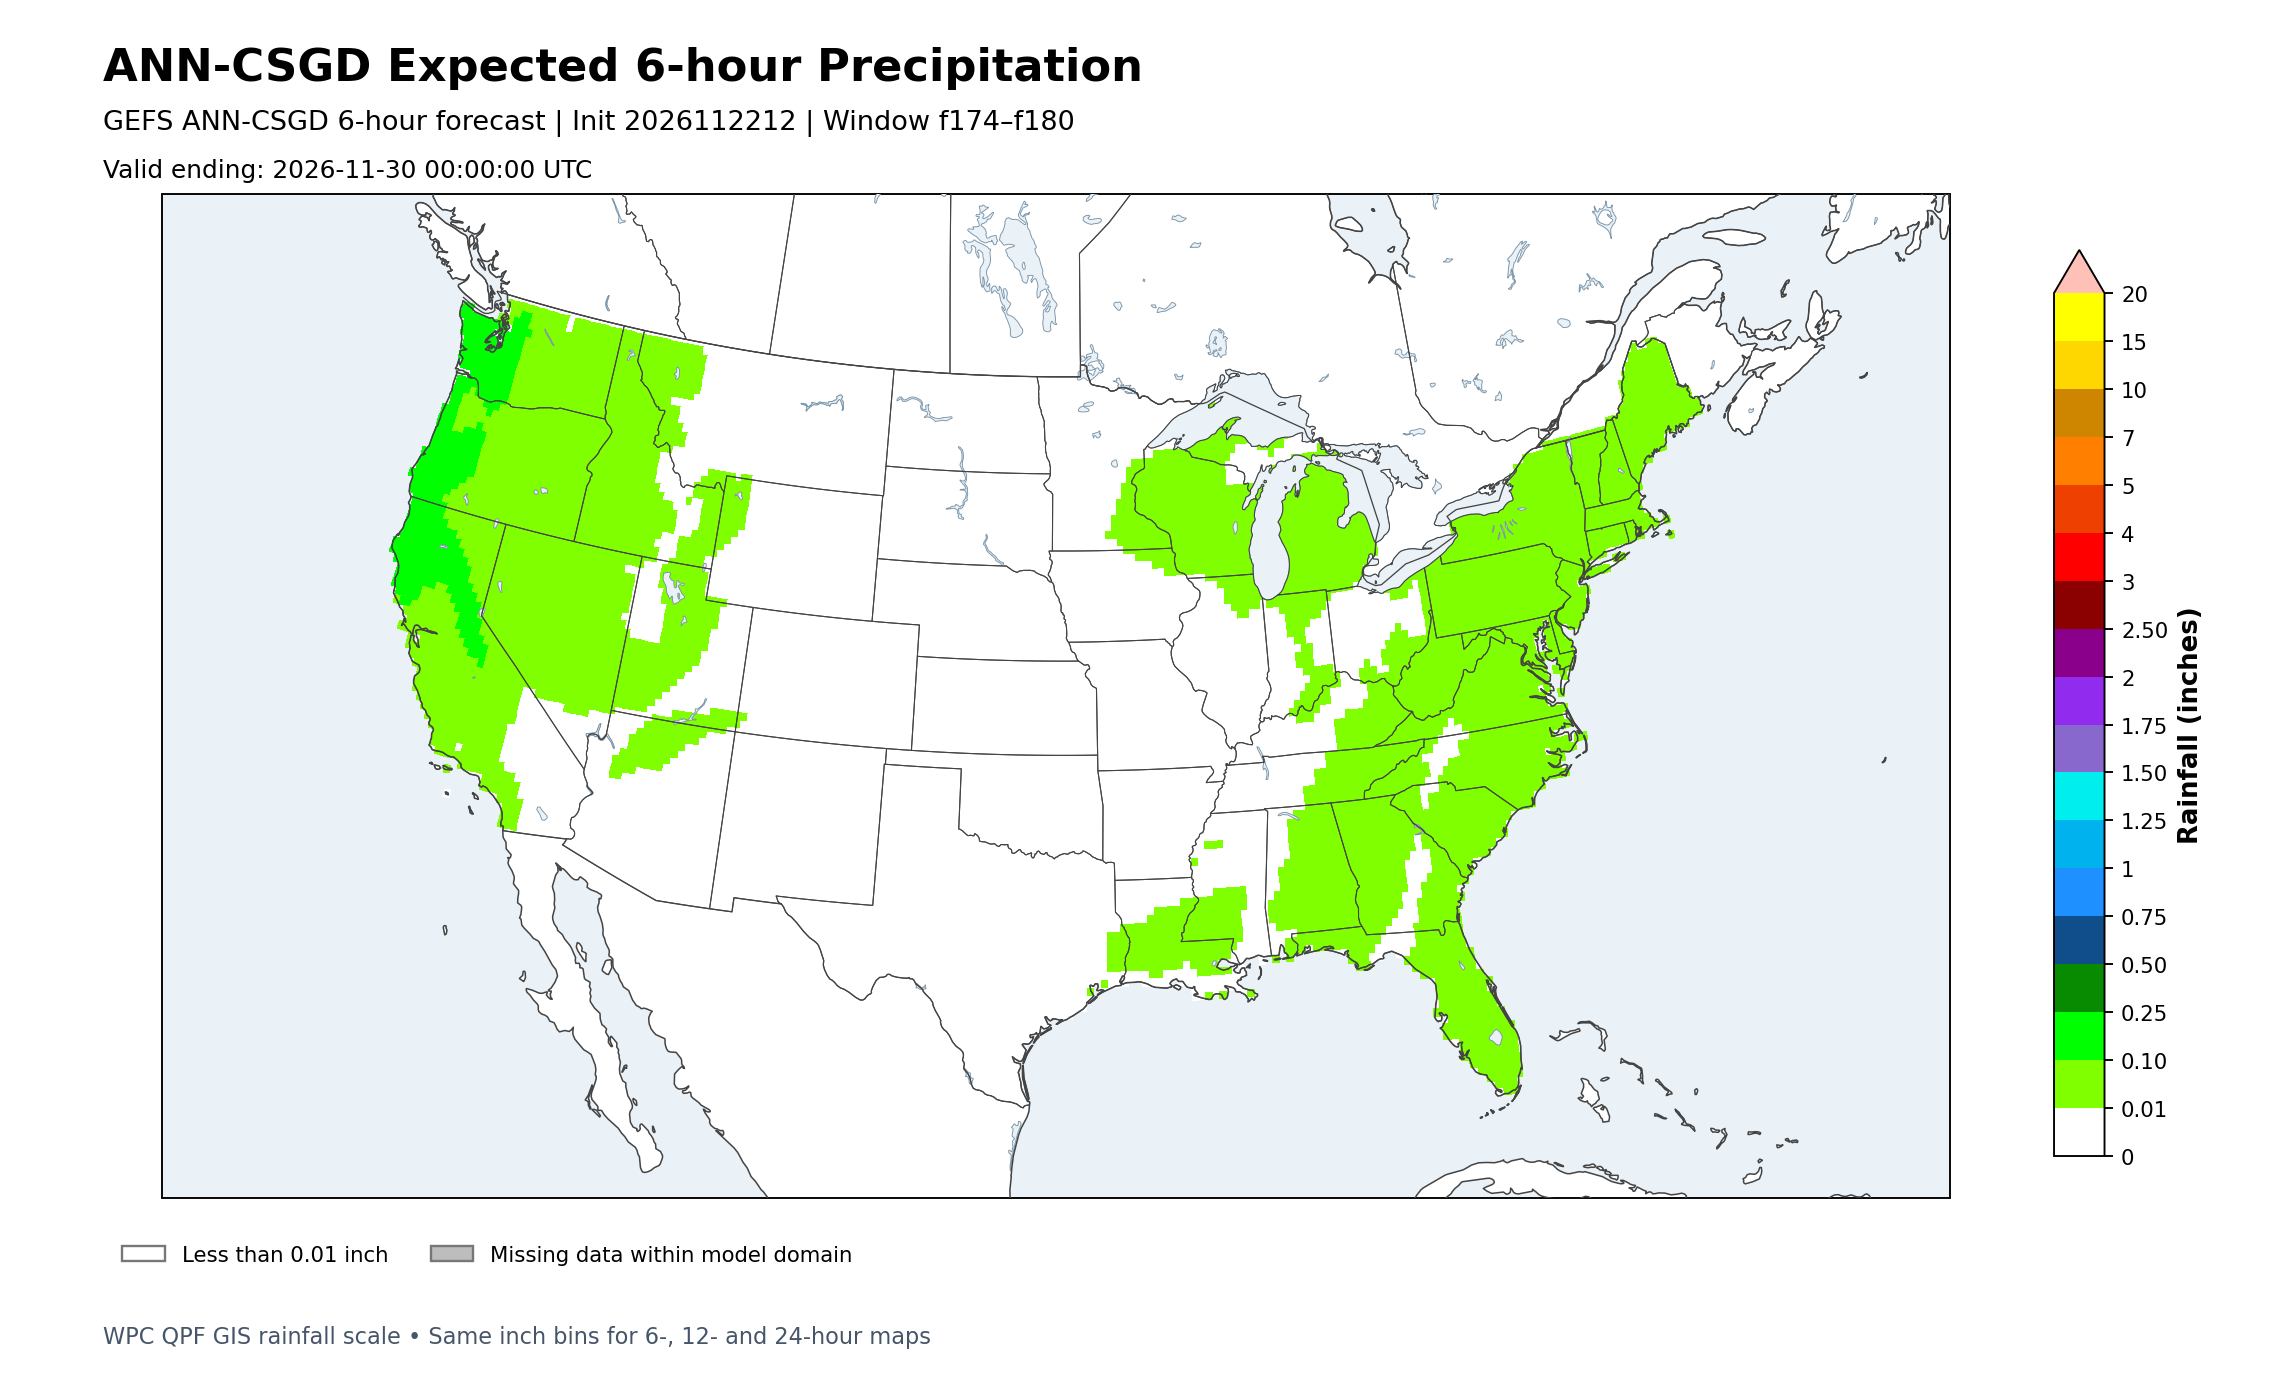 ANN-CSGD Expected 6-hour Precipitation
GEFS ANN-CSGD 6-hour forecast | Init 2026112212 | Window f174–f180
Valid ending: 2026-11-30 00:00:00 UTC
20
15
10
7
5
4
3
2.50
2
1.75
1.50
1.25
1
0.75
0.50
0.25
0.10
0.01
0
Rainfall (inches)
Less than 0.01 inch
Missing data within model domain
WPC QPF GIS rainfall scale • Same inch bins for 6-, 12- and 24-hour maps